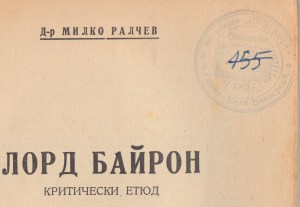 Д-р МИЛКО РАЛЧЕВ
455
ЛОРД БАЙРОН
КРИТИЧЕСКИ ЕТЮД